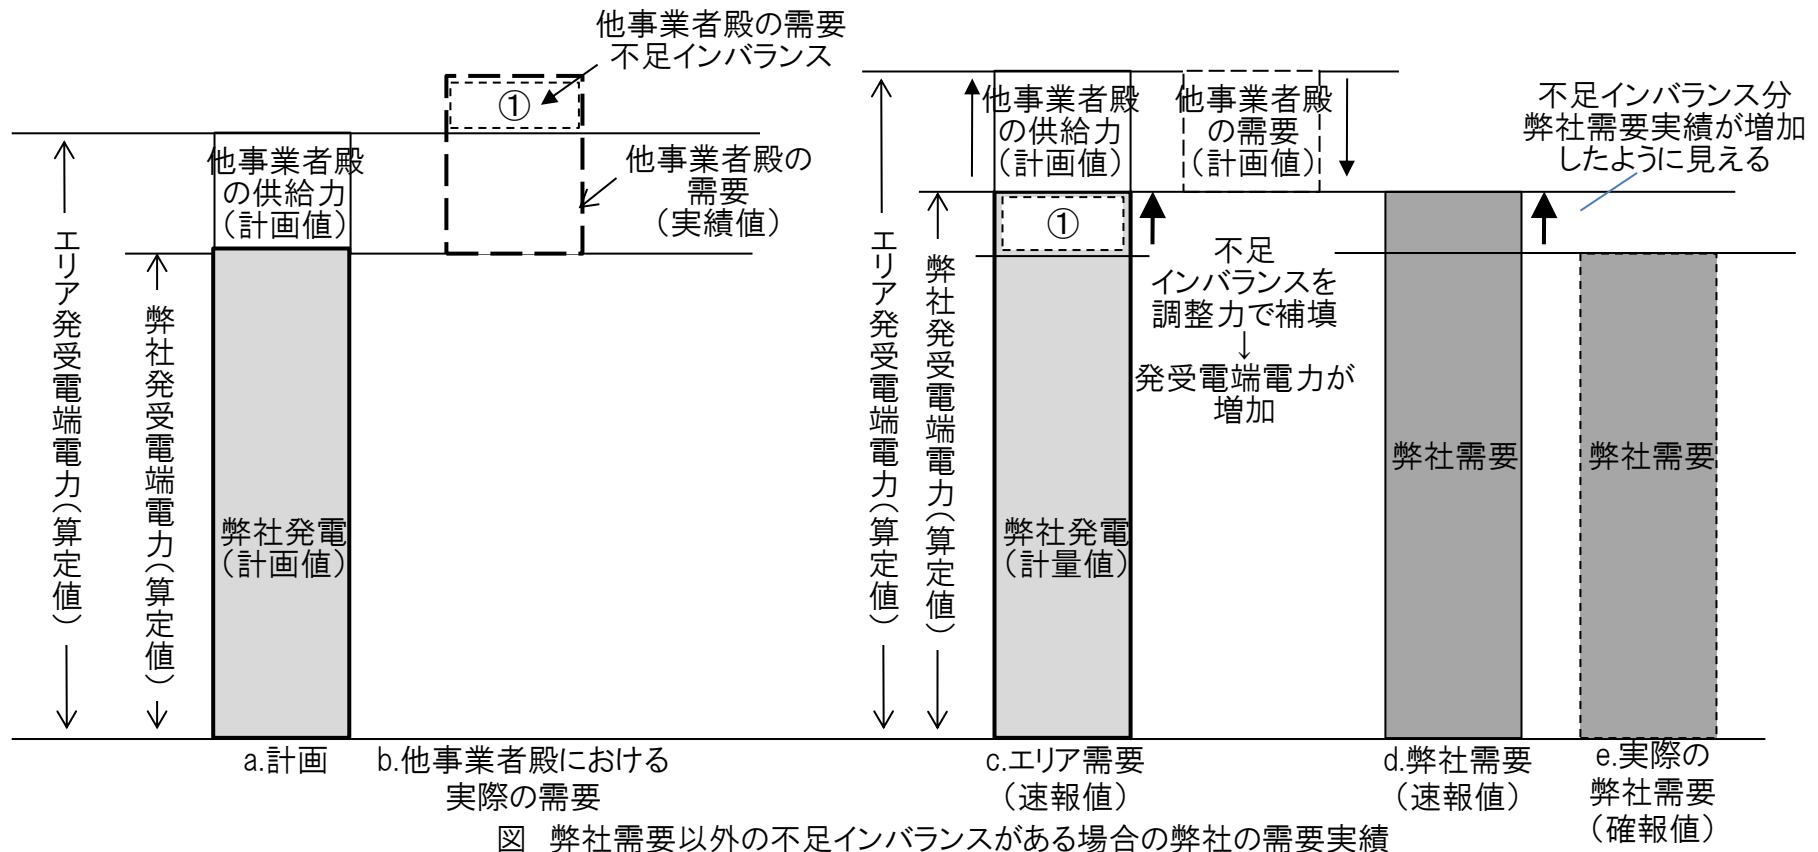 他事業者殿の需要
不足インバランス
①
他事業者殿
の供給力
（計画値）
他事業者殿の
需要
（実績値）
エリア発受電端電力（算定値）
弊社発受電端電力（算定値）
弊社発電
（計画値）
a.計画
b.他事業者殿における
実際の需要
他事業者殿
の供給力
（計画値）
他事業者殿
の需要
（計画値）
不足インバランス分
弊社需要実績が増加
したように見える
①
エリア発受電端電力（算定値）
弊社発受電端電力（算定値）
不足
インバランスを
調整力で補填
↓
発受電端電力が
増加
弊社発電
（計量値）
弊社需要
弊社需要
c.エリア需要
（速報値）
d.弊社需要
（速報値）
e.実際の
弊社需要
（確報値）
図　弊社需要以外の不足インバランスがある場合の弊社の需要実績